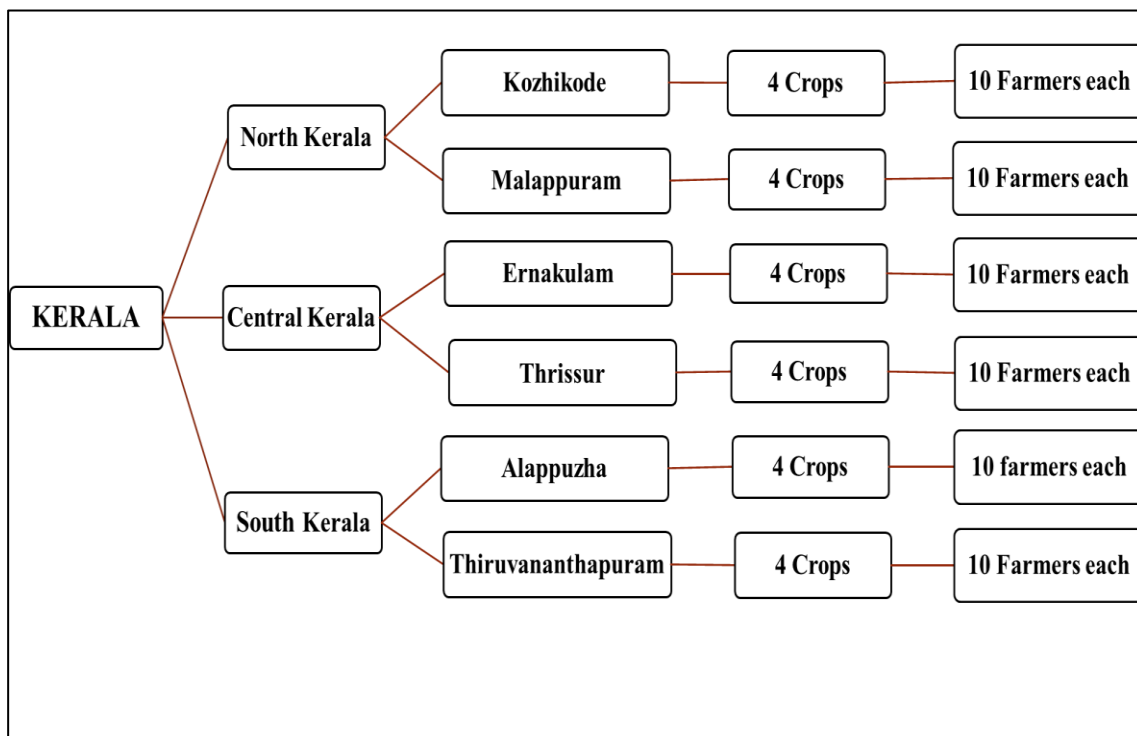 KERALA
North Kerala
Kozhikode
4 Crops
10 Farmers each
Malappuram
4 Crops
10 Farmers each
Central Kerala
Ernakulam
4 Crops
10 Farmers each
Thrissur
4 Crops
10 Farmers each
South Kerala
Alappuzha
4 Crops
10 farmers each
Thiruvananthapuram
4 Crops
10 Farmers each